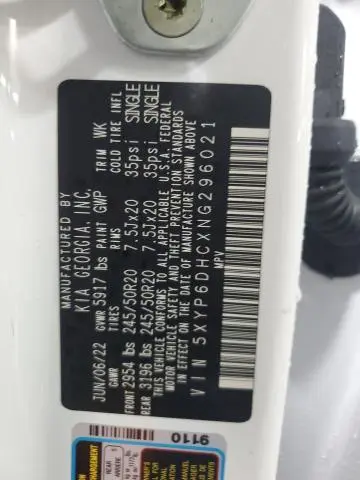 MANUFACTURED BY
KIA GEORGIA, INC.
JUN/06/22 GVWR 5917 lbs PAINT GWP TRIM WK
GAWR RIMS COLD TIRE INFL
FRONT 2954 lbs 245/50R20 7.5Jx20 35psi SINGLE
REAR 3196 lbs 245/50R20 7.5Jx20 35psi SINGLE
THIS VEHICLE CONFORMS TO ALL APPLICABLE U.S.A. FEDERAL
MOTOR VEHICLE SAFETY AND THEFT PREVENTION STANDARDS
IN EFFECT ON THE DATE OF MANUFACTURE SHOWN ABOVE
VIN 5XYP6DHCXNG296021
MPV
9110
REAR
ARRIÈRE